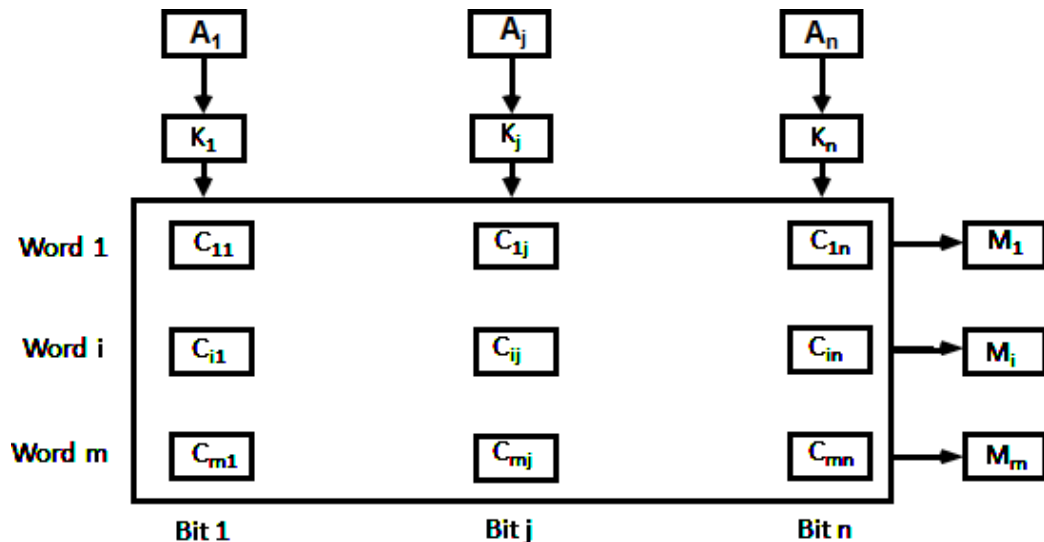 A₁ Aⱼ Aₙ
K₁ Kⱼ Kₙ
Word 1 C₁₁ C₁ⱼ C₁ₙ M₁
Word i Cᵢ₁ Cᵢⱼ Cᵢₙ Mᵢ
Word m Cₘ₁ Cₘⱼ Cₘₙ Mₘ
Bit 1 Bit j Bit n